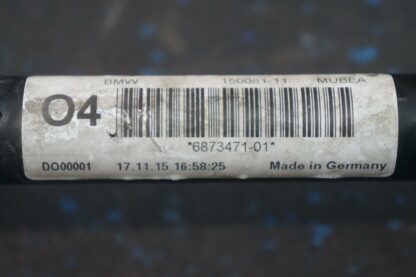 BMW 150081-11 MUBEA
O4
*6873471-01*
DO00001 17.11.15 16:58:25 Made in Germany